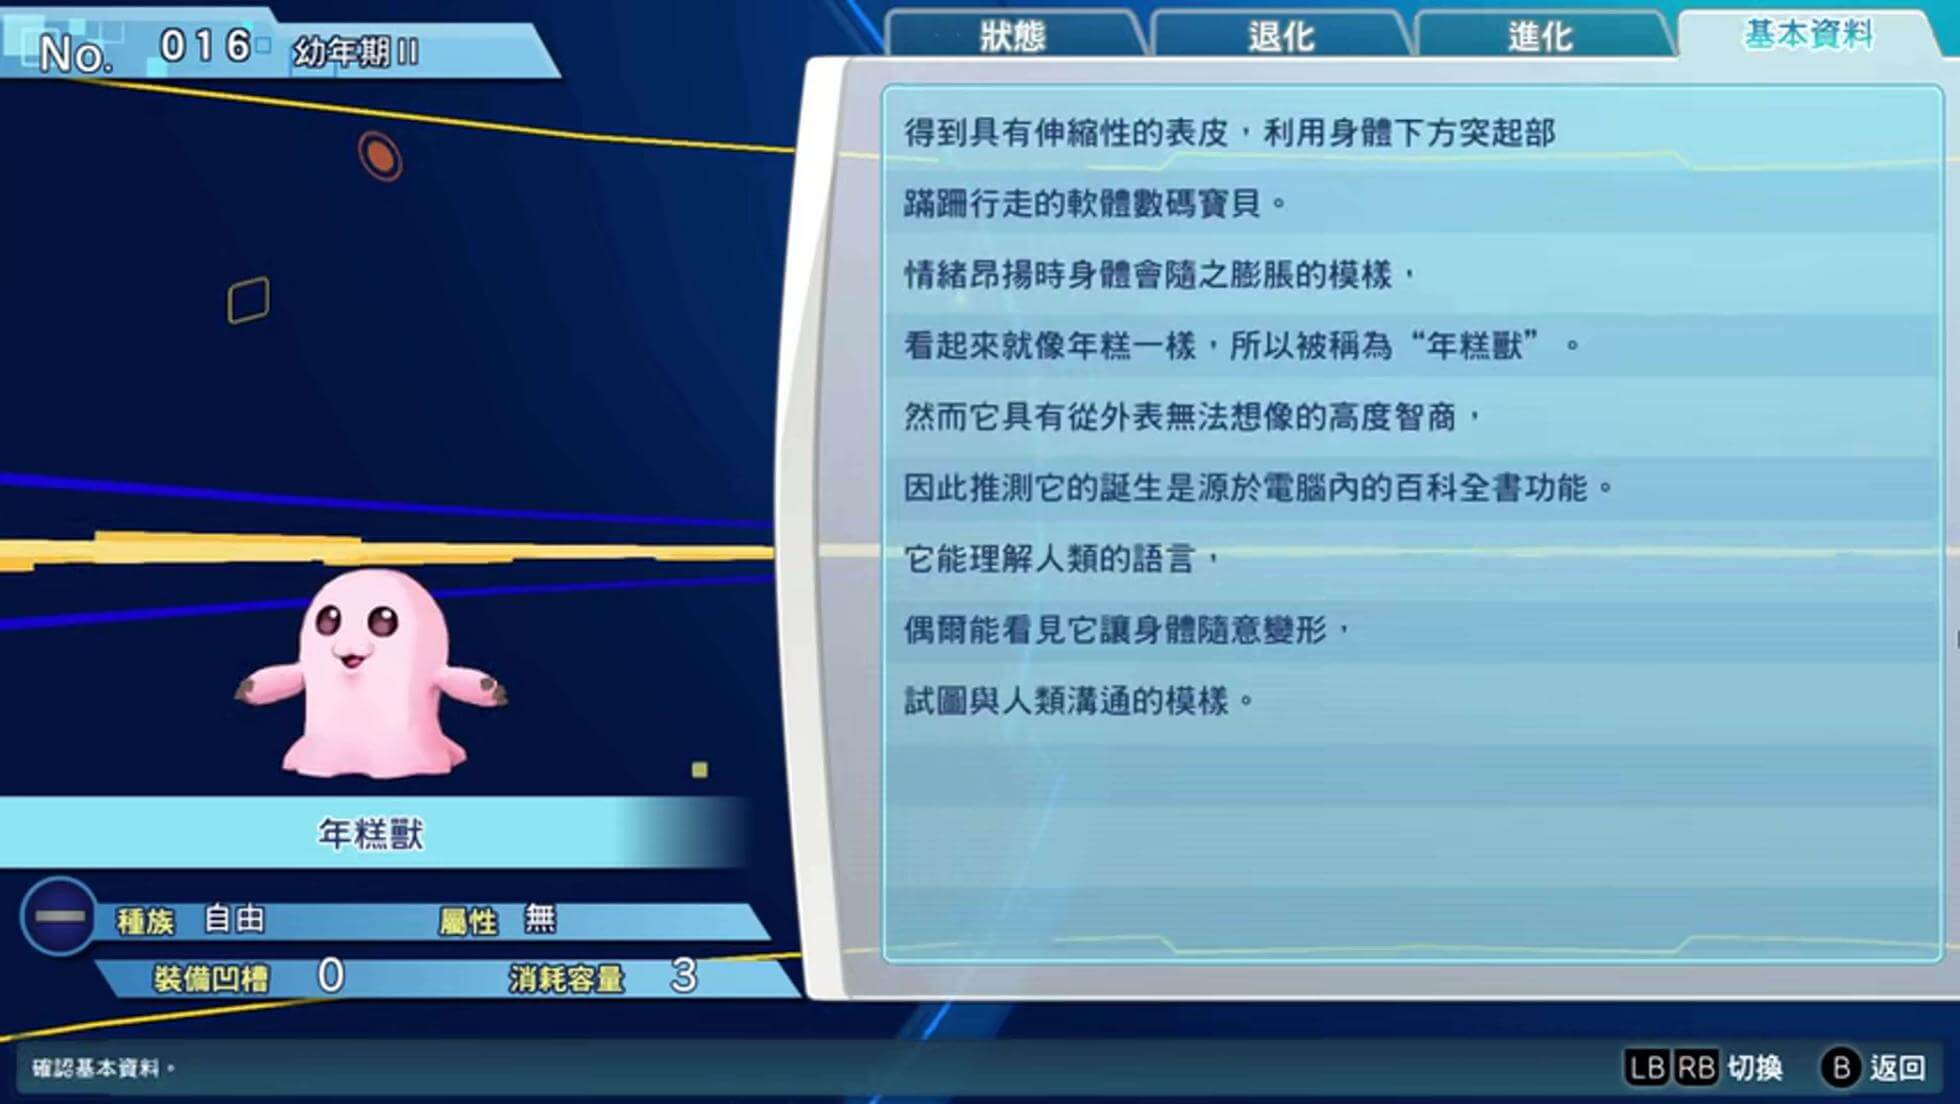 No. 016 幼年期II
狀態 退化 進化 基本資料
得到具有伸縮性的表皮，利用身體下方突起部
蹣跚行走的軟體數碼寶貝。
情緒昂揚時身體會隨之膨脹的模樣，
看起來就像年糕一樣，所以被稱為“年糕獸”。
然而它具有從外表無法想像的高度智商，
因此推測它的誕生是源於電腦內的百科全書功能。
它能理解人類的語言，
偶爾能看見它讓身體隨意變形，
試圖與人類溝通的模樣。
年糕獸
種族 自由 屬性 無
裝備凹槽 0 消耗容量 3
確認基本資料。
LB RB 切換 B 返回